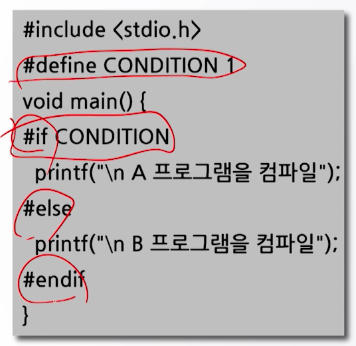 #include <stdio.h>
#define CONDITION 1
void main() {
#if CONDITION
printf("\n A 프로그램을 컴파일");
#else
printf("\n B 프로그램을 컴파일");
#endif
}